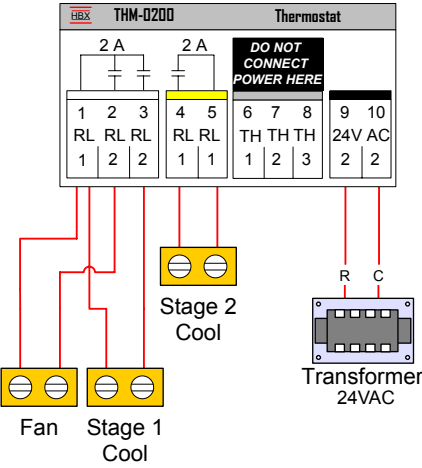 HBX THM-0200 Thermostat
2 A 2 A DO NOT
CONNECT
POWER HERE
1 2 3 4 5 6 7 8 9 10
RL RL RL RL RL TH TH TH 24V AC
1 2 2 1 1 1 2 3 2 2
R C
Stage 2
Cool
Transformer
24VAC
Fan Stage 1
Cool